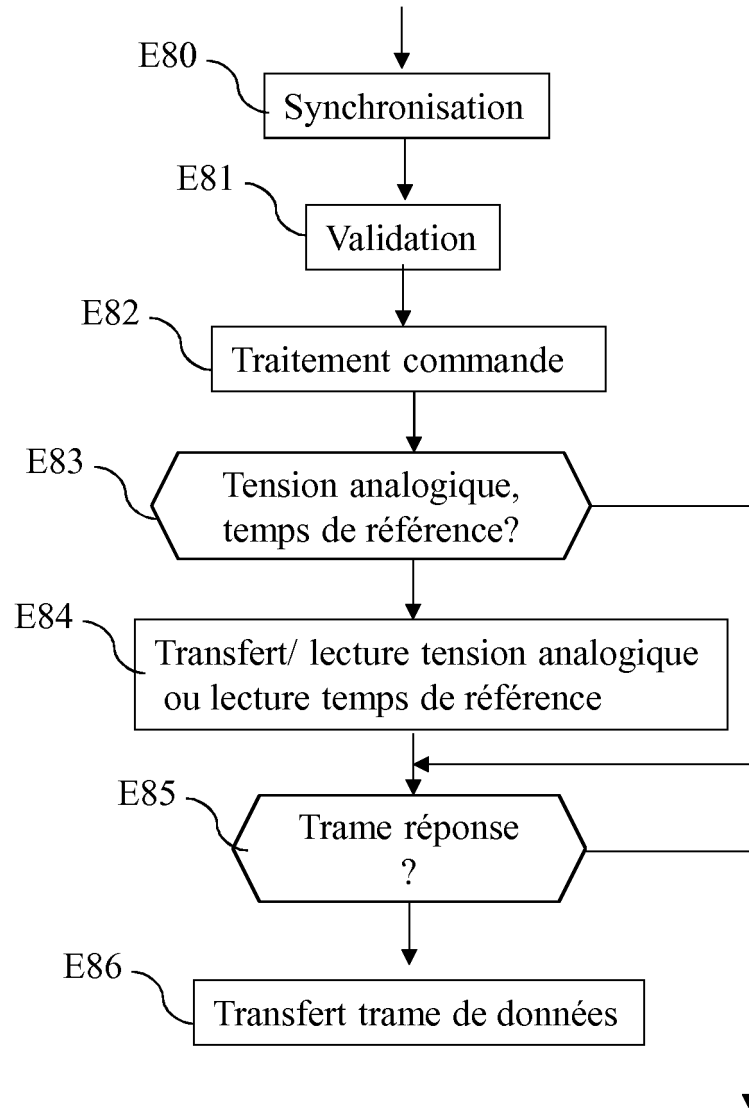 E80
Synchronisation
E81
Validation
E82
Traitement commande
E83
Tension analogique,
temps de référence?
E84
Transfert/ lecture tension analogique
ou lecture temps de référence
E85
Trame réponse
?
E86
Transfert trame de données